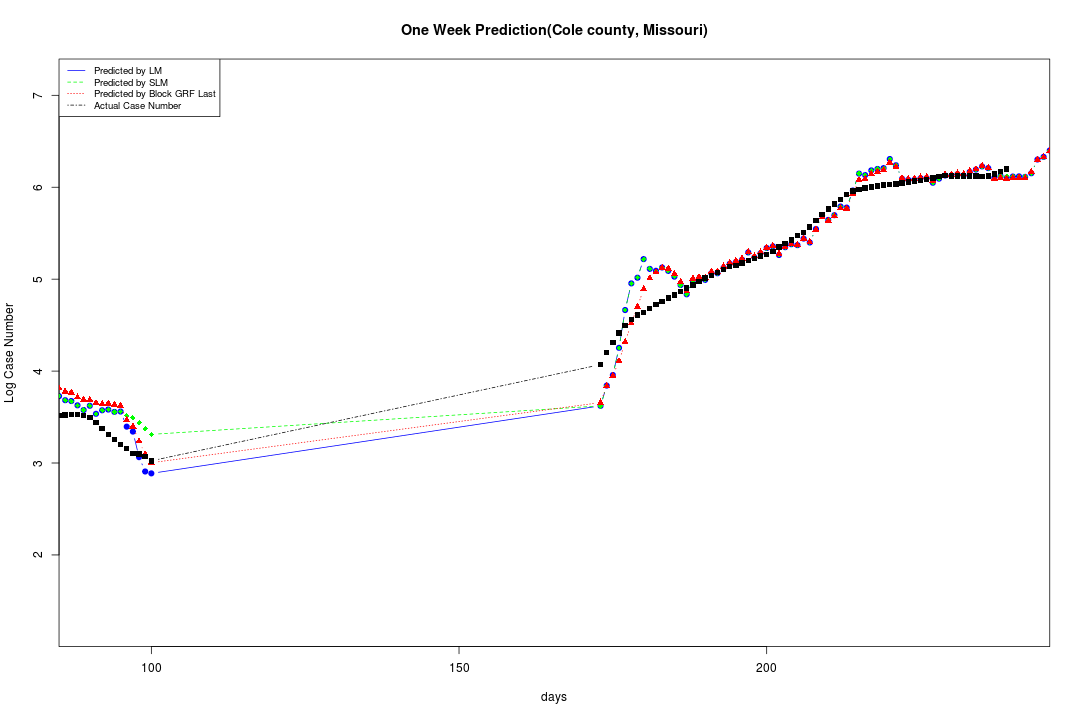 One Week Prediction(Cole county, Missouri)
Predicted by LM
Predicted by SLM
Predicted by Block GRF Last
Actual Case Number
7
6
5
4
3
2
Log Case Number
100
150
200
days